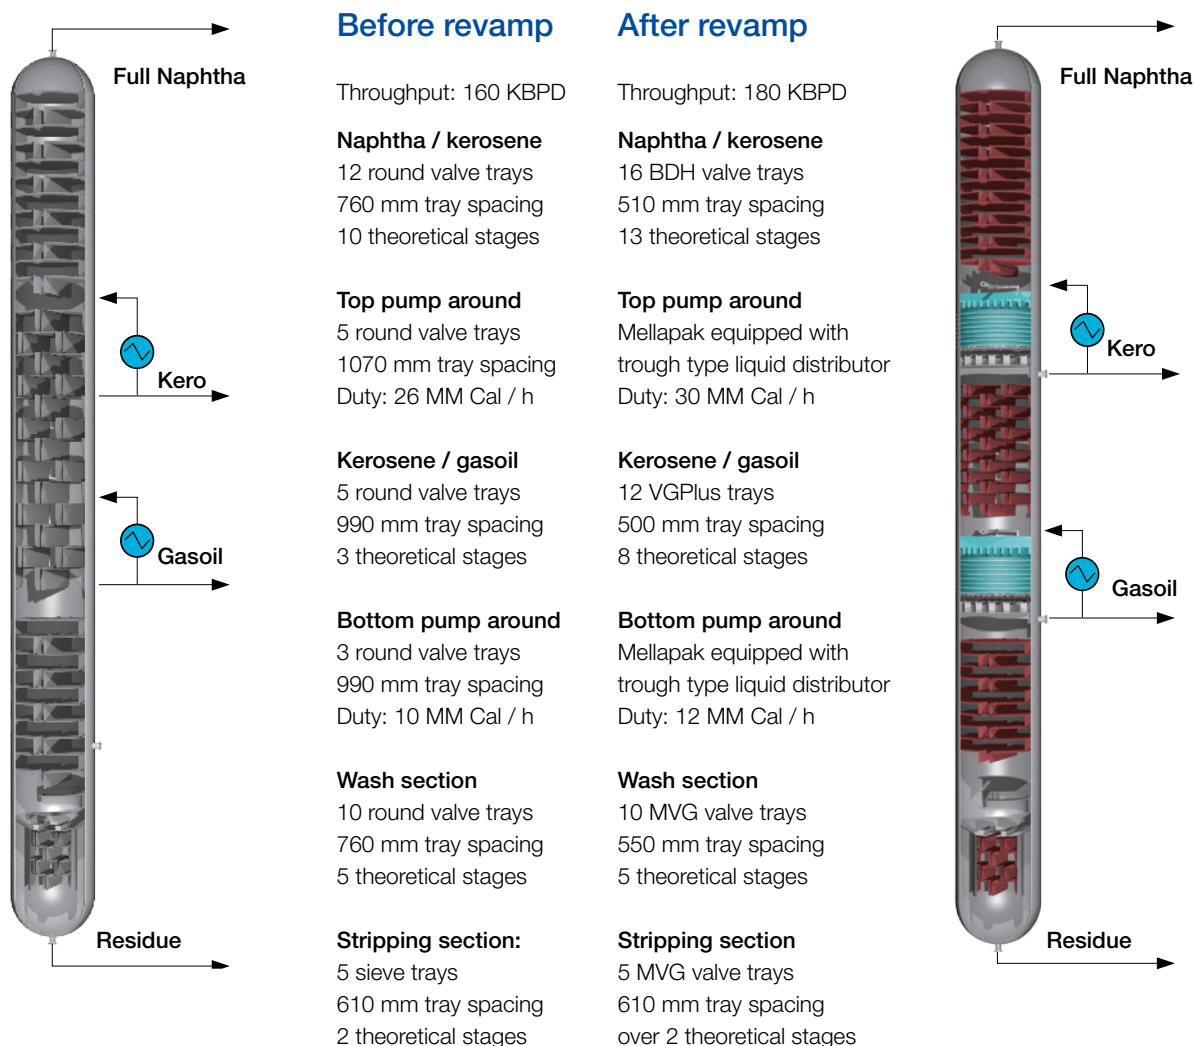 Full Naphtha
Kero
Gasoil
Residue
Before revamp
Throughput: 160 KBPD
Naphtha / kerosene
12 round valve trays
760 mm tray spacing
10 theoretical stages
Top pump around
5 round valve trays
1070 mm tray spacing
Duty: 26 MM Cal / h
Kerosene / gasoil
5 round valve trays
990 mm tray spacing
3 theoretical stages
Bottom pump around
3 round valve trays
990 mm tray spacing
Duty: 10 MM Cal / h
Wash section
10 round valve trays
760 mm tray spacing
5 theoretical stages
Stripping section:
5 sieve trays
610 mm tray spacing
2 theoretical stages
After revamp
Throughput: 180 KBPD
Naphtha / kerosene
16 BDH valve trays
510 mm tray spacing
13 theoretical stages
Top pump around
Mellapak equipped with
trough type liquid distributor
Duty: 30 MM Cal / h
Kerosene / gasoil
12 VGPlus trays
500 mm tray spacing
8 theoretical stages
Bottom pump around
Mellapak equipped with
trough type liquid distributor
Duty: 12 MM Cal / h
Wash section
10 MVG valve trays
550 mm tray spacing
5 theoretical stages
Stripping section
5 MVG valve trays
610 mm tray spacing
over 2 theoretical stages
Full Naphtha
Kero
Gasoil
Residue